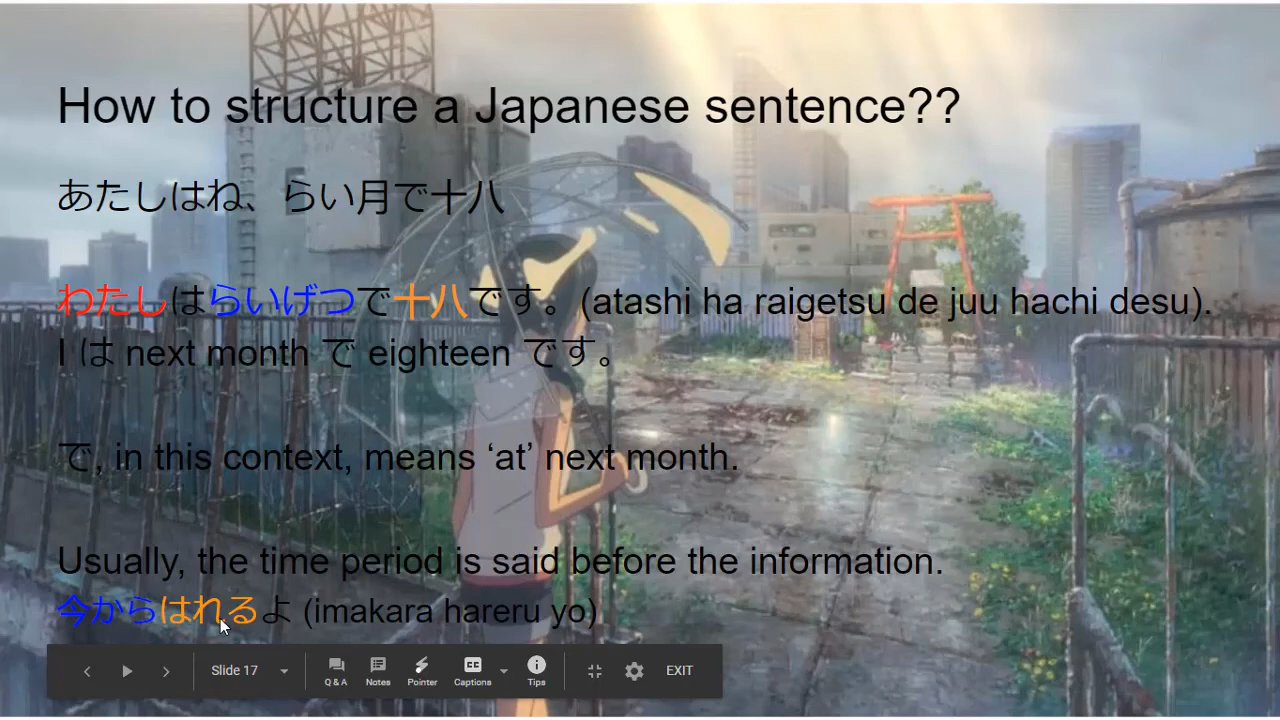 How to structure a Japanese sentence??
あたしはね、らい月で十八
わたしはらいげつで十八です。(atashi ha raigetsu de juu hachi desu).
I は next month で eighteen です。
で, in this context, means ‘at’ next month.
Usually, the time period is said before the information.
今からはれるよ (imakara hareru yo)
Slide 17
Q & A
Notes
Pointer
CC
Captions
Tips
EXIT